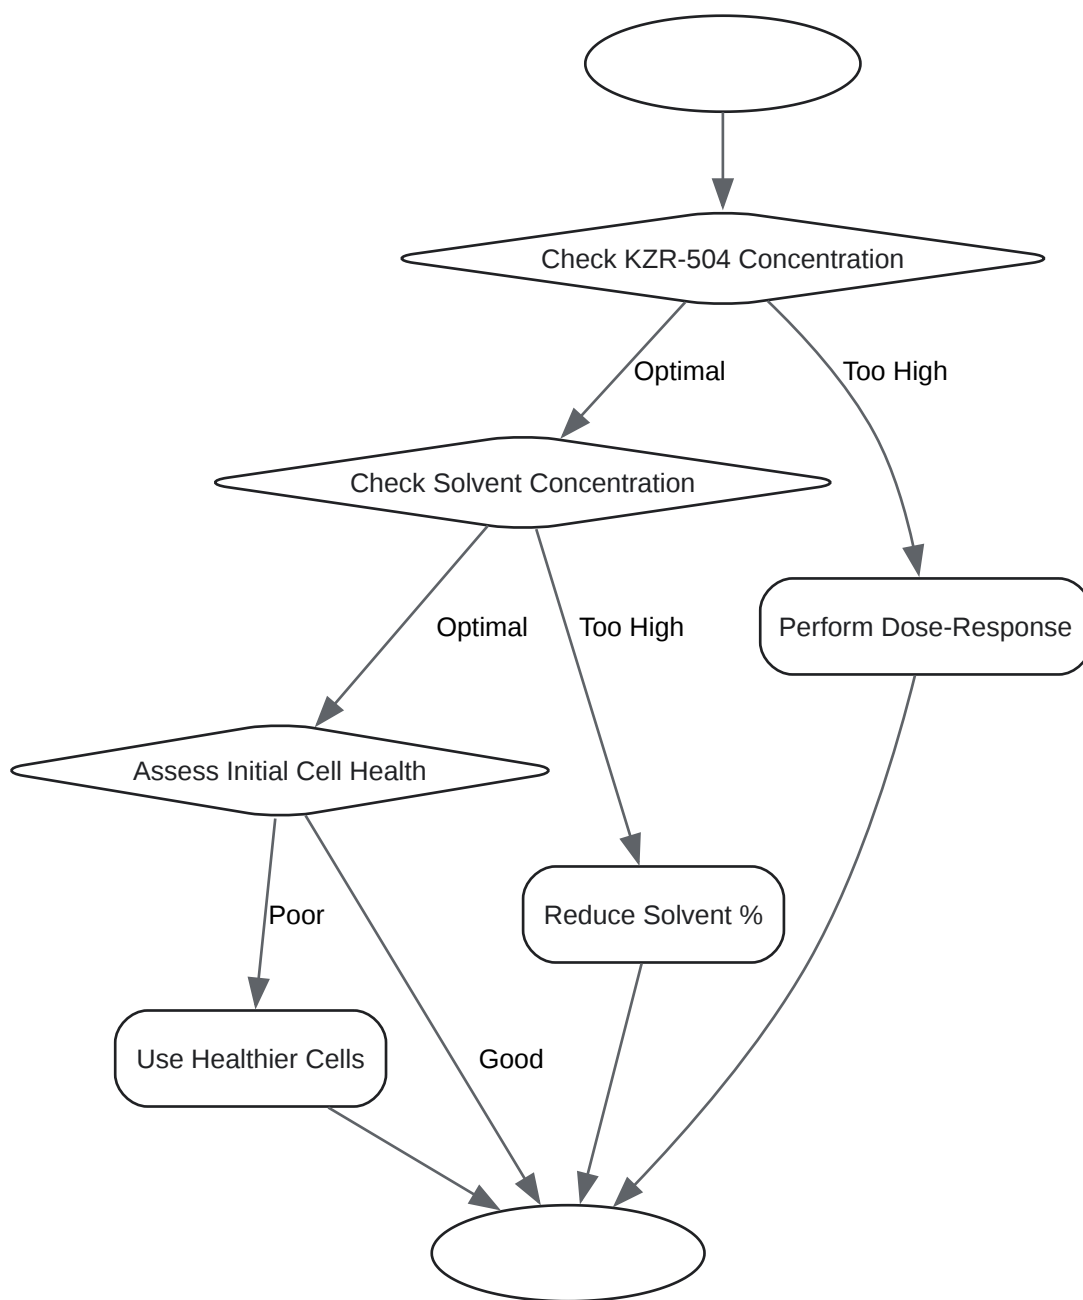 Check KZR-504 Concentration
Optimal
Too High
Check Solvent Concentration
Optimal
Too High
Perform Dose-Response
Assess Initial Cell Health
Poor
Reduce Solvent %
Use Healthier Cells
Good